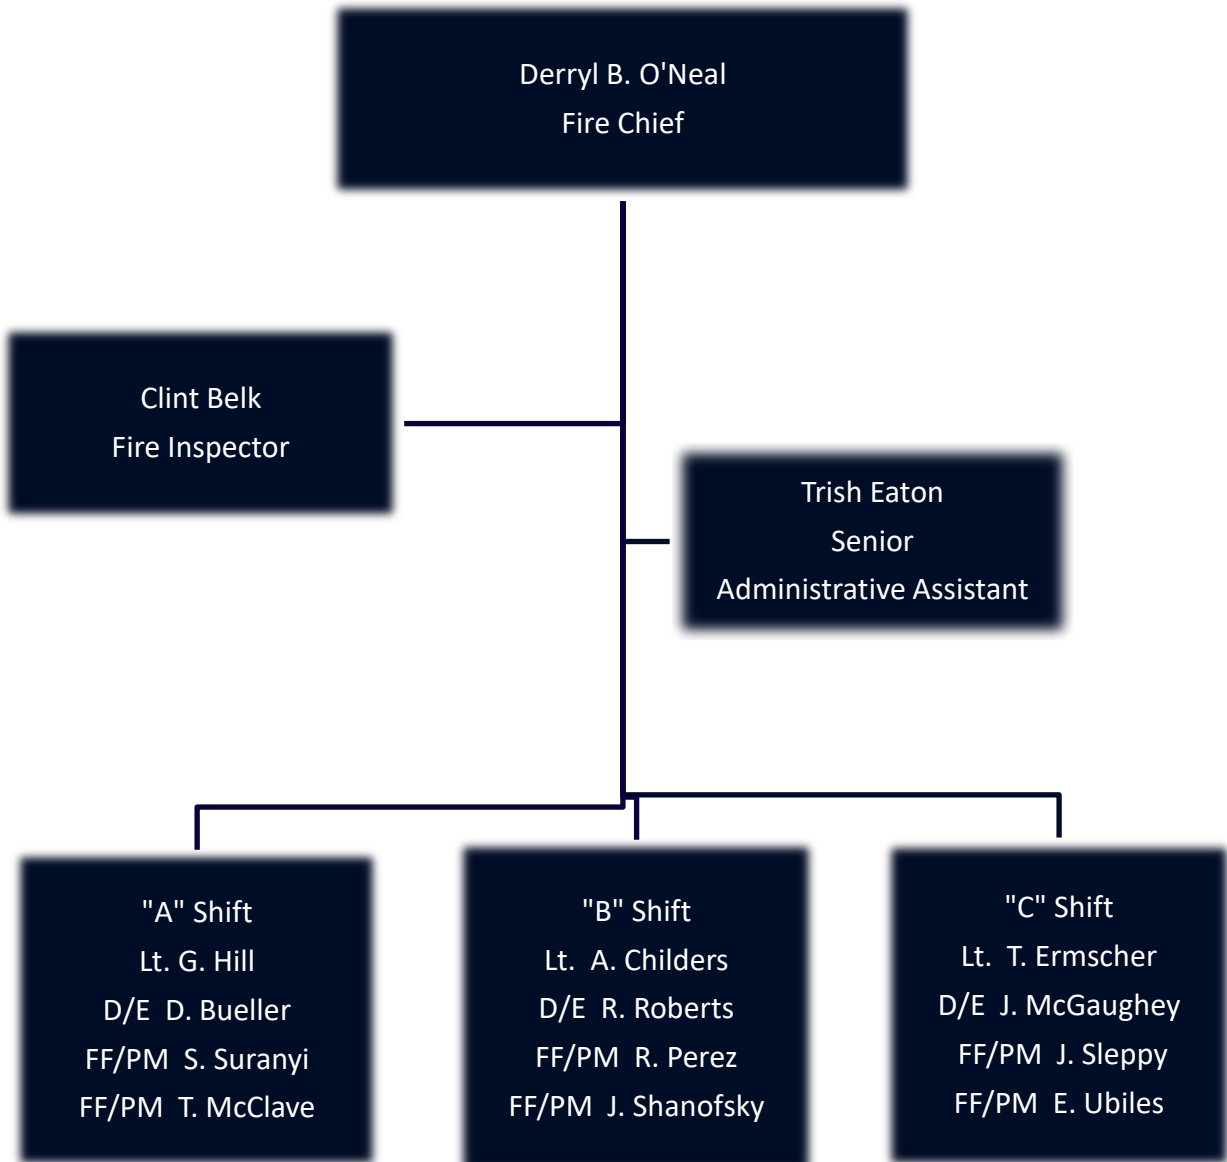 Derryl B. O'Neal
Fire Chief
Clint Belk
Fire Inspector
Trish Eaton
Senior
Administrative Assistant
"A" Shift
Lt. G. Hill
D/E  D. Bueller
FF/PM  S. Suranyi
FF/PM  T. McClave
"B" Shift
Lt.  A. Childers
D/E  R. Roberts
FF/PM  R. Perez
FF/PM  J. Shanofsky
"C" Shift
Lt.  T. Ermscher
D/E  J. McGaughey
FF/PM  J. Sleppy
FF/PM  E. Ubiles